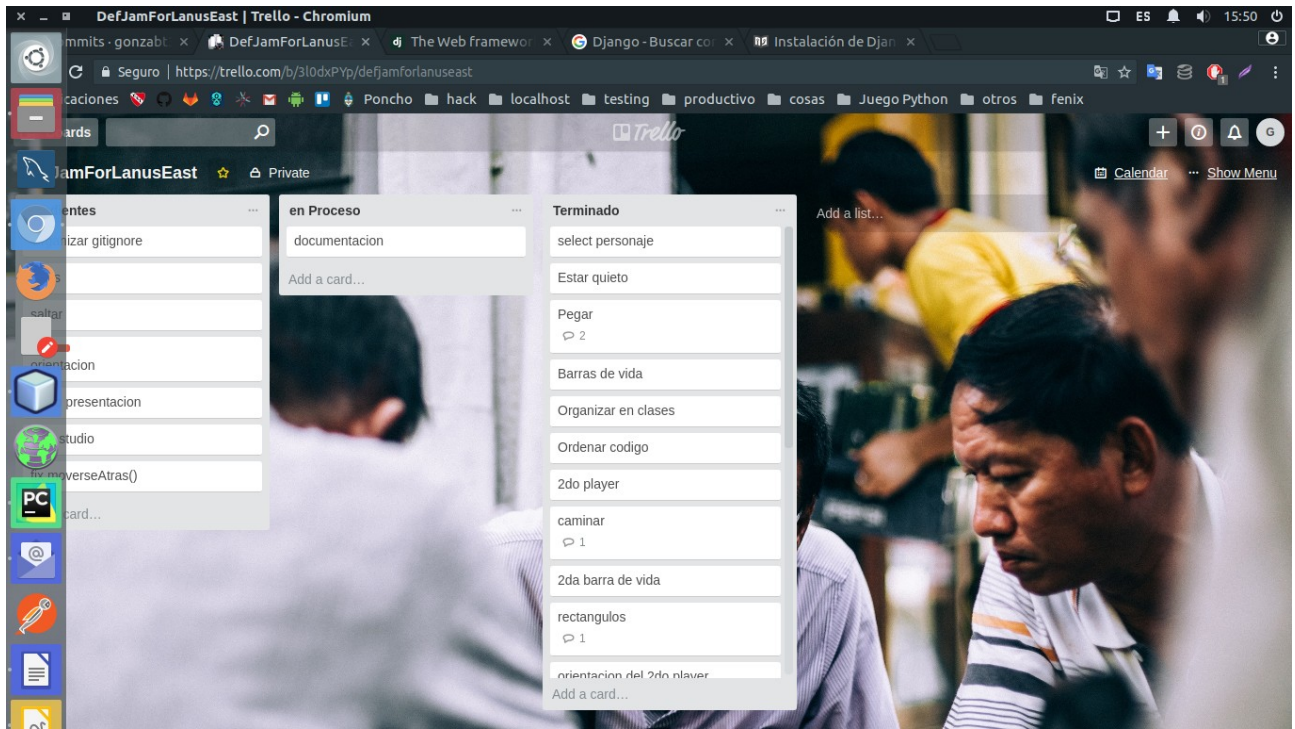 DefJamForLanusEast | Trello - Chromium
ES
15:50
mmits · gonzabt
DefJamForLanusEa
dj The Web framewor
Django - Buscar con
Instalación de Djan
Seguro | https://trello.com/b/3l0dxPYp/defjamforlanuseast
caciones
Poncho
hack
localhost
testing
productivo
cosas
Juego Python
otros
fenix
ards
Trello
G
JamForLanusEast
Private
Calendar
··· Show Menu
entes
izar gitignore
saltar
orientacion
presentacion
studio
fix moverseAtras()
card…
en Proceso
documentacion
Add a card…
Terminado
select personaje
Estar quieto
Pegar
2
Barras de vida
Organizar en clases
Ordenar codigo
2do player
caminar
1
2da barra de vida
rectangulos
1
orientacion del 2do player
Add a card…
Add a list…
PC